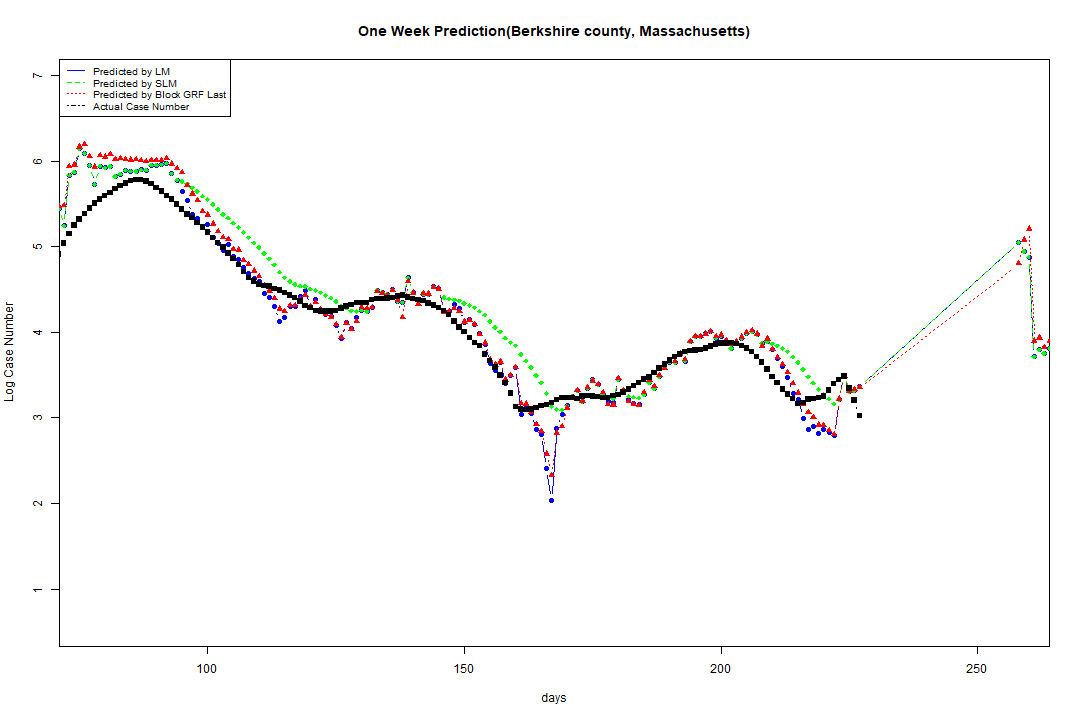 One Week Prediction(Berkshire county, Massachusetts)
Predicted by LM
Predicted by SLM
Predicted by Block GRF Last
Actual Case Number
7
6
5
4
3
2
1
Log Case Number
100 150 200 250
days